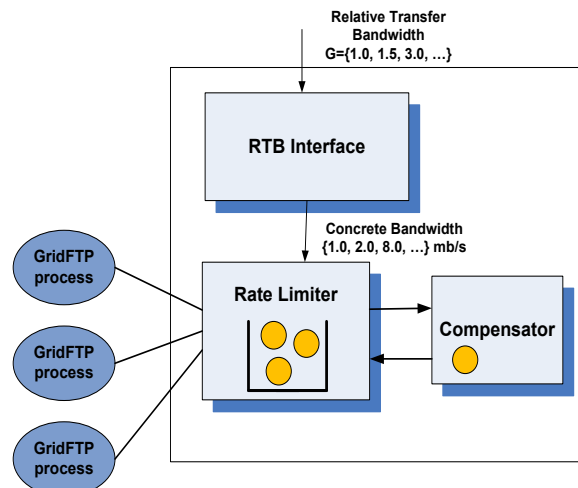 Relative Transfer
Bandwidth
G={1.0, 1.5, 3.0, …}
RTB Interface
Concrete Bandwidth
{1.0, 2.0, 8.0, …} mb/s
GridFTP
process
Rate Limiter
Compensator
GridFTP
process
GridFTP
process